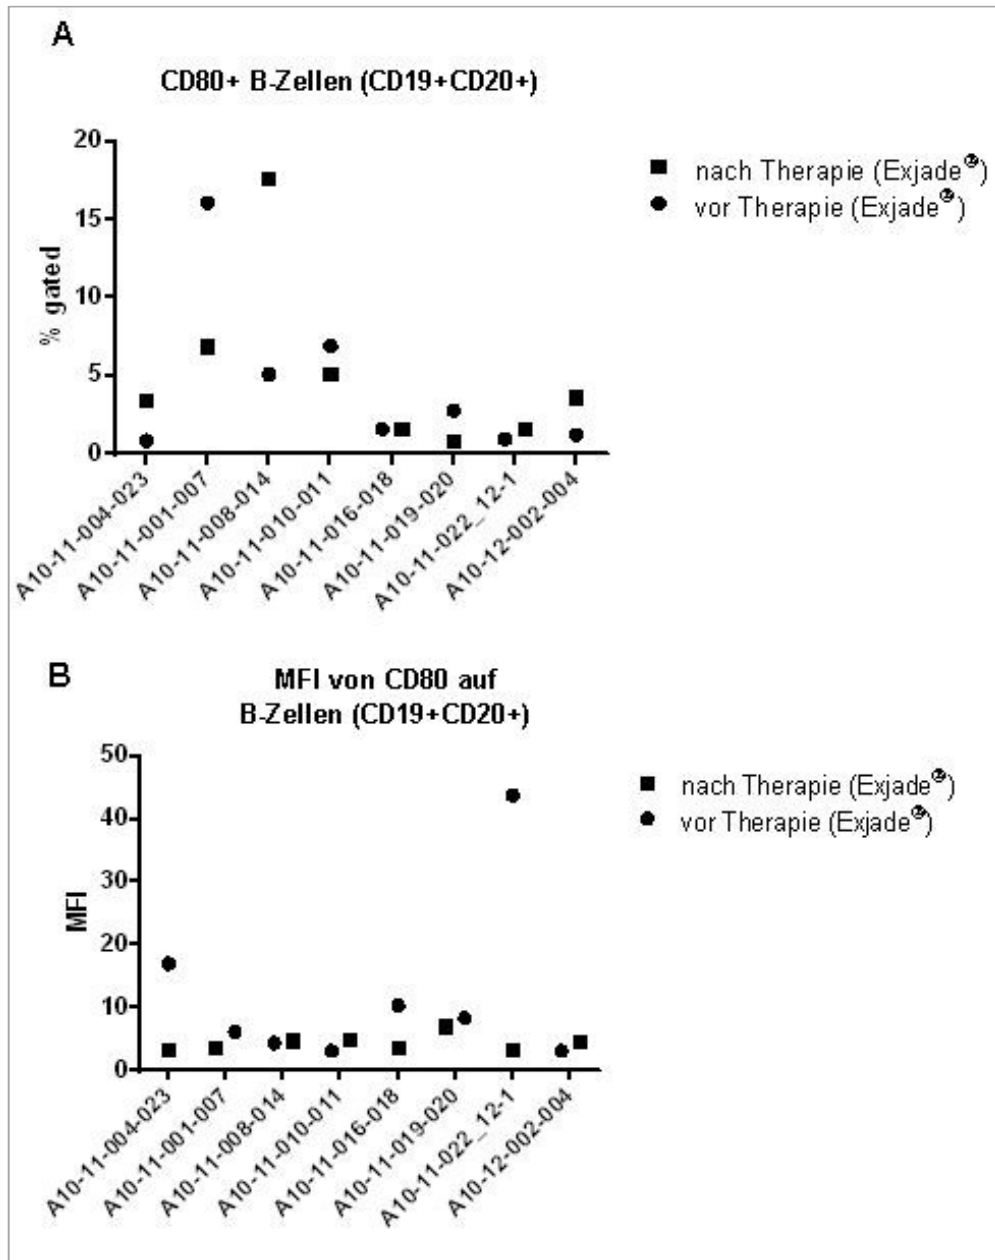 A
CD80+ B-Zellen (CD19+CD20+)
20
15
10
5
0
% gated
nach Therapie (Exjade®)
vor Therapie (Exjade®)
A10-11-004-023
A10-11-001-007
A10-11-008-014
A10-11-010-011
A10-11-016-018
A10-11-019-020
A10-11-022_12-1
A10-12-002-004
B
MFI von CD80 auf
B-Zellen (CD19+CD20+)
50
40
30
20
10
0
MFI
nach Therapie (Exjade®)
vor Therapie (Exjade®)
A10-11-004-023
A10-11-001-007
A10-11-008-014
A10-11-010-011
A10-11-016-018
A10-11-019-020
A10-11-022_12-1
A10-12-002-004